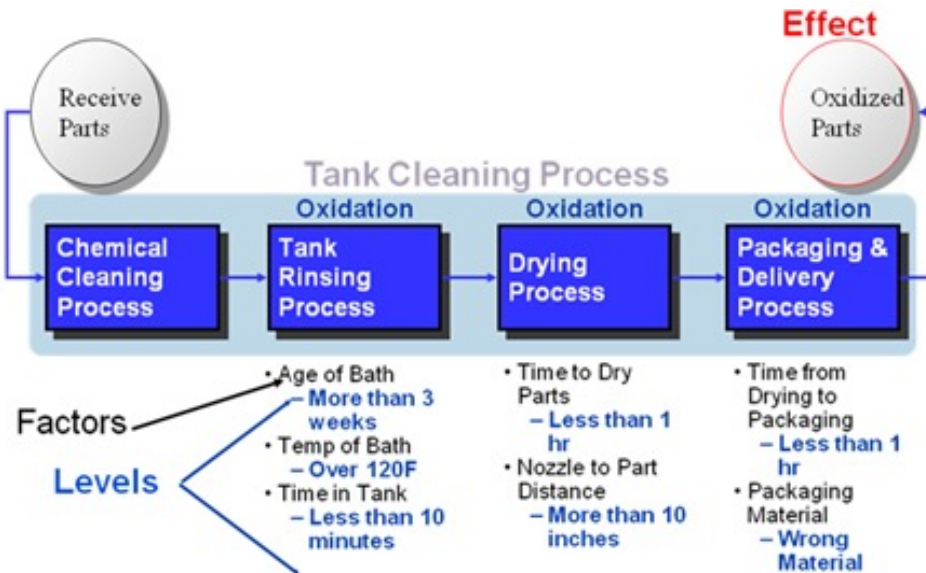 Effect
Receive
Parts
Oxidized
Parts
Tank Cleaning Process
Oxidation
Oxidation
Oxidation
Chemical
Cleaning
Process
Tank
Rinsing
Process
Drying
Process
Packaging &
Delivery
Process
Factors
Levels
• Age of Bath
– More than 3
weeks
• Temp of Bath
– Over 120F
• Time in Tank
– Less than 10
minutes
• Time to Dry
Parts
– Less than 1
hr
• Nozzle to Part
Distance
– More than 10
inches
• Time from
Drying to
Packaging
– Less than 1
hr
• Packaging
Material
– Wrong
Material